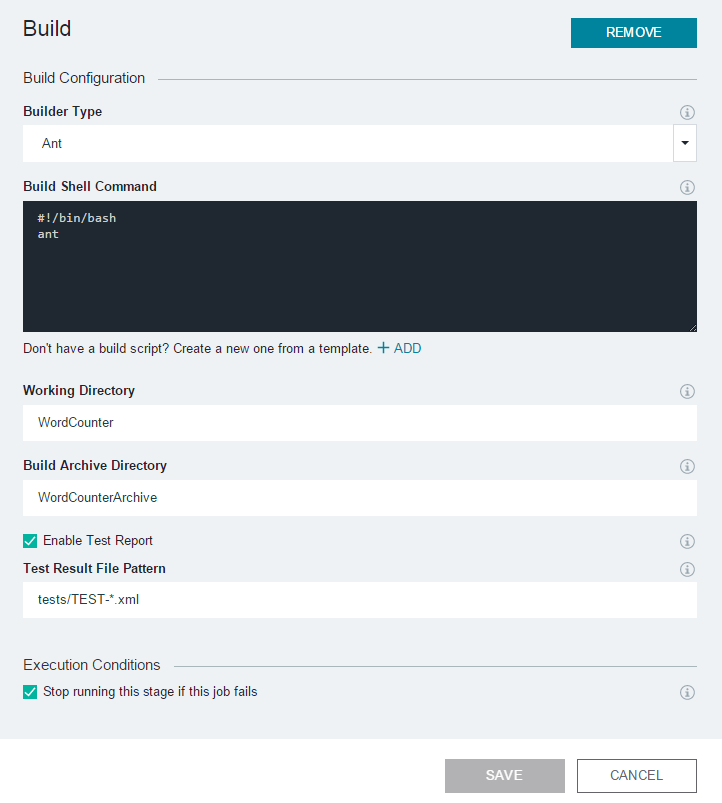 Build
REMOVE
Build Configuration
Builder Type
Ant
Build Shell Command
#!/bin/bash
ant
Don't have a build script? Create a new one from a template. + ADD
Working Directory
WordCounter
Build Archive Directory
WordCounterArchive
Enable Test Report
Test Result File Pattern
tests/TEST-*.xml
Execution Conditions
Stop running this stage if this job fails
SAVE
CANCEL